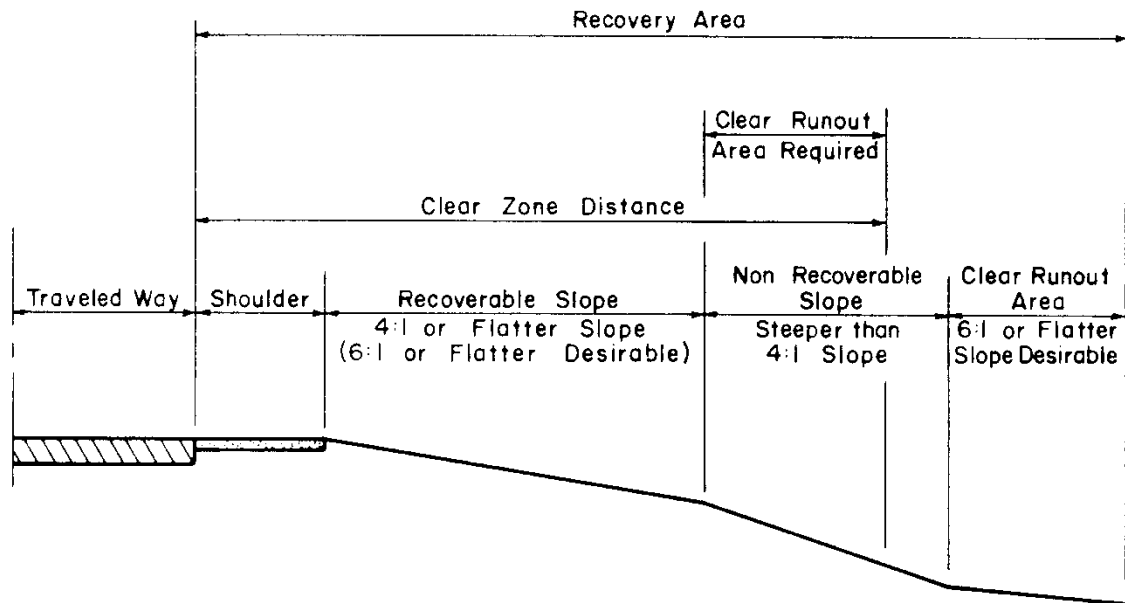 Recovery Area
Clear Runout
Area Required
Clear Zone Distance
Traveled Way
Shoulder
Recoverable Slope
4:1 or Flatter Slope
(6:1 or Flatter Desirable)
Non Recoverable
Slope
Steeper than
4:1 Slope
Clear Runout
Area
6:1 or Flatter
Slope Desirable